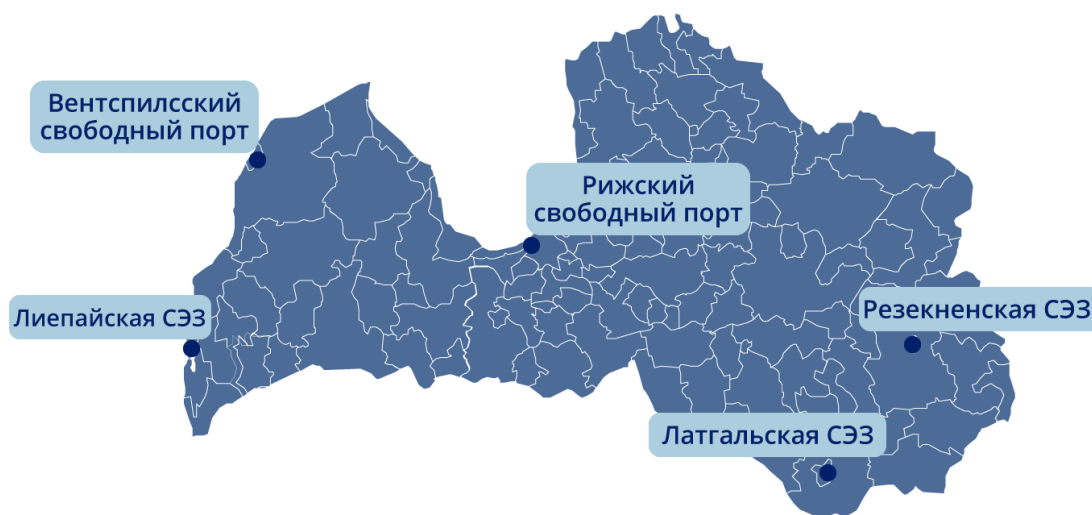 Вентспилсский
свободный порт
Рижский
свободный порт
Лиепайская СЭЗ
Резекненская СЭЗ
Латгальская СЭЗ